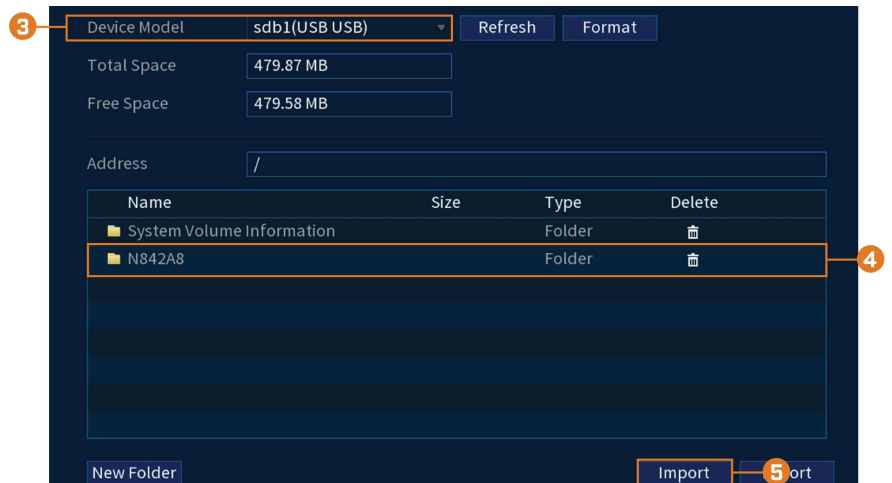 3 Device Model sdb1(USB USB) Refresh Format
Total Space 479.87 MB
Free Space 479.58 MB
Address /
Name Size Type Delete
System Volume Information Folder
N842A8 Folder
4
New Folder Import 5 ort